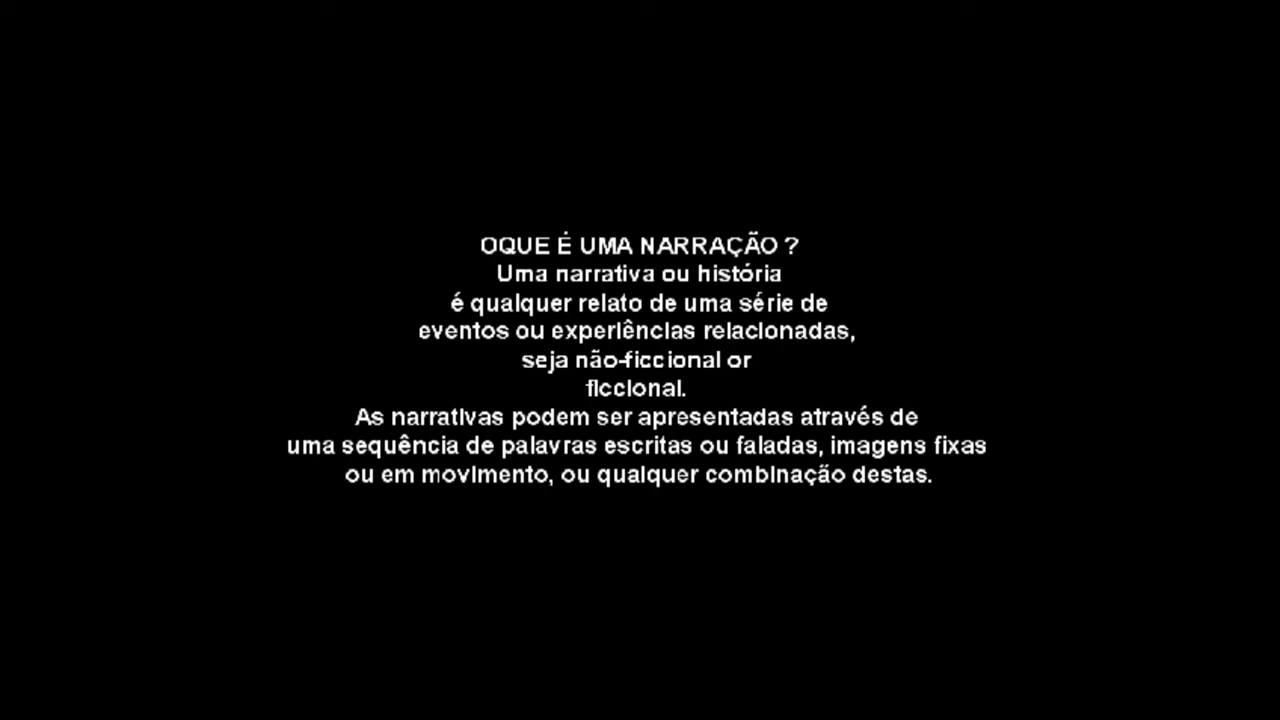 OQUE É UMA NARRAÇÃO ?
Uma narrativa ou história
é qualquer relato de uma série de
eventos ou experiências relacionadas,
seja não-ficcional or
ficcional.
As narrativas podem ser apresentadas através de
uma sequência de palavras escritas ou faladas, imagens fixas
ou em movimento, ou qualquer combinação destas.